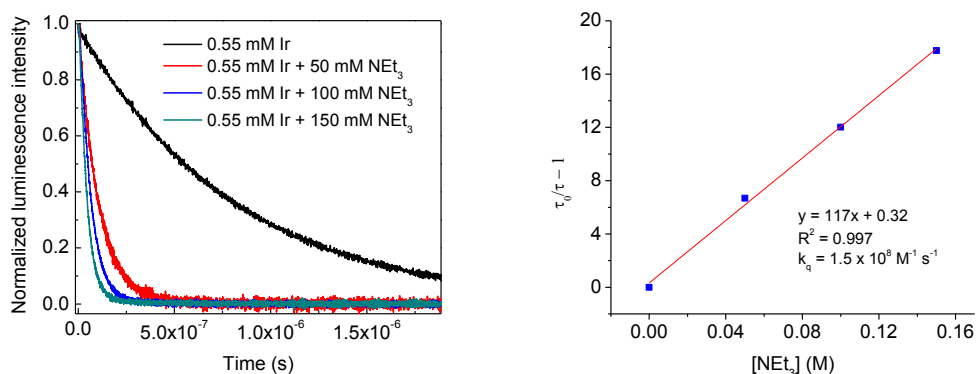 1.0
0.8
0.6
0.4
0.2
0.0
Normalized luminescence intensity
0.55 mM Ir
0.55 mM Ir + 50 mM NEt₃
0.55 mM Ir + 100 mM NEt₃
0.55 mM Ir + 150 mM NEt₃
0.0 5.0x10⁻⁷ 1.0x10⁻⁶ 1.5x10⁻⁶
Time (s)
20
16
12
8
4
0
τ₀/τ − 1
y = 117x + 0.32
R² = 0.997
k_q = 1.5 x 10⁸ M⁻¹ s⁻¹
0.00 0.04 0.08 0.12 0.16
[NEt₃] (M)